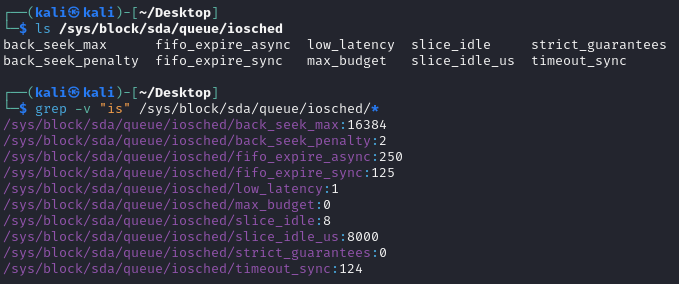 ┌──(kali㉿kali)-[~/Desktop]
└─$ ls /sys/block/sda/queue/iosched
back_seek_max      fifo_expire_async  low_latency  slice_idle     strict_guarantees
back_seek_penalty  fifo_expire_sync   max_budget   slice_idle_us  timeout_sync
┌──(kali㉿kali)-[~/Desktop]
└─$ grep -v "is" /sys/block/sda/queue/iosched/*
/sys/block/sda/queue/iosched/back_seek_max:16384
/sys/block/sda/queue/iosched/back_seek_penalty:2
/sys/block/sda/queue/iosched/fifo_expire_async:250
/sys/block/sda/queue/iosched/fifo_expire_sync:125
/sys/block/sda/queue/iosched/low_latency:1
/sys/block/sda/queue/iosched/max_budget:0
/sys/block/sda/queue/iosched/slice_idle:8
/sys/block/sda/queue/iosched/slice_idle_us:8000
/sys/block/sda/queue/iosched/strict_guarantees:0
/sys/block/sda/queue/iosched/timeout_sync:124